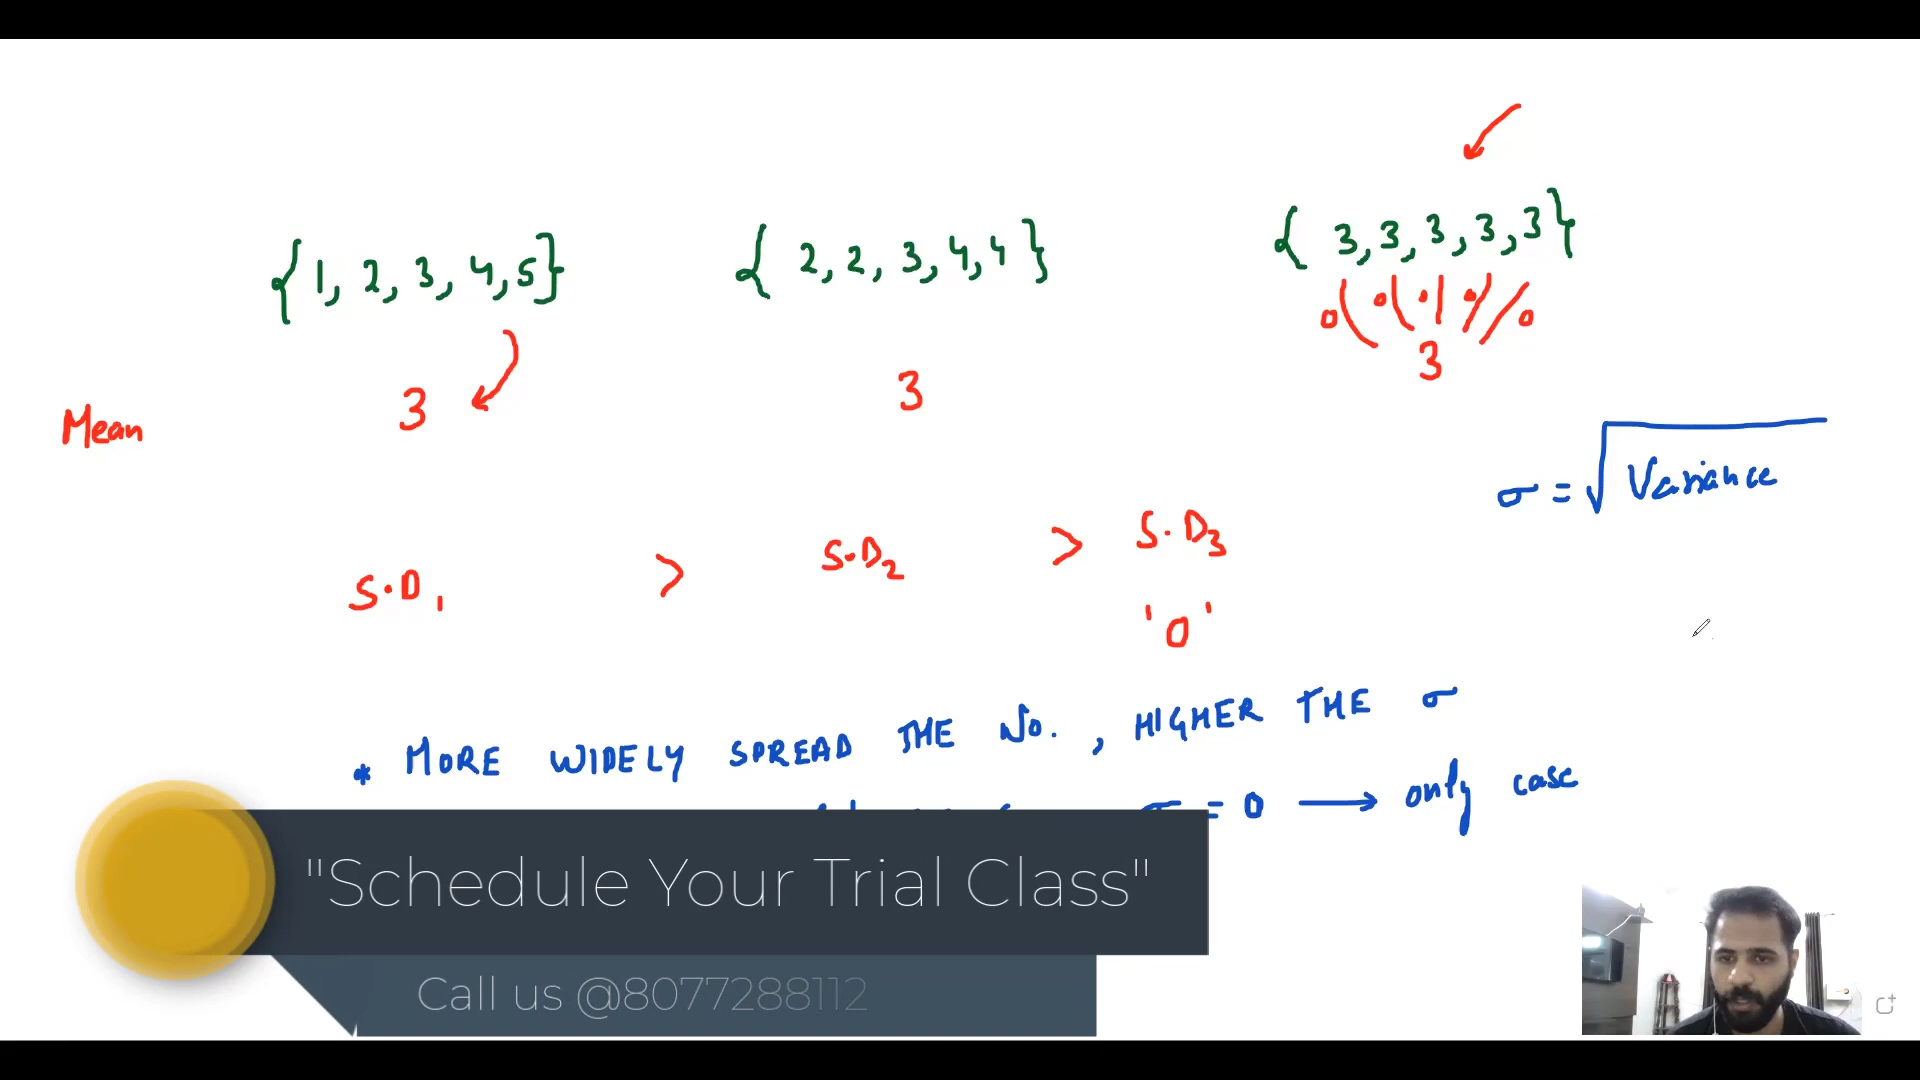 {1, 2, 3, 4, 5} { 2, 2, 3, 4, 4 } { 3, 3, 3, 3, 3}
0 0 0 0 0
Mean 3 3 3
σ = √Variance
S.D₁ > S.D₂ > S.D₃
'0'
* MORE WIDELY SPREAD THE No., HIGHER THE σ
= 0 → only case
"Schedule Your Trial Class"
Call us @8077288112